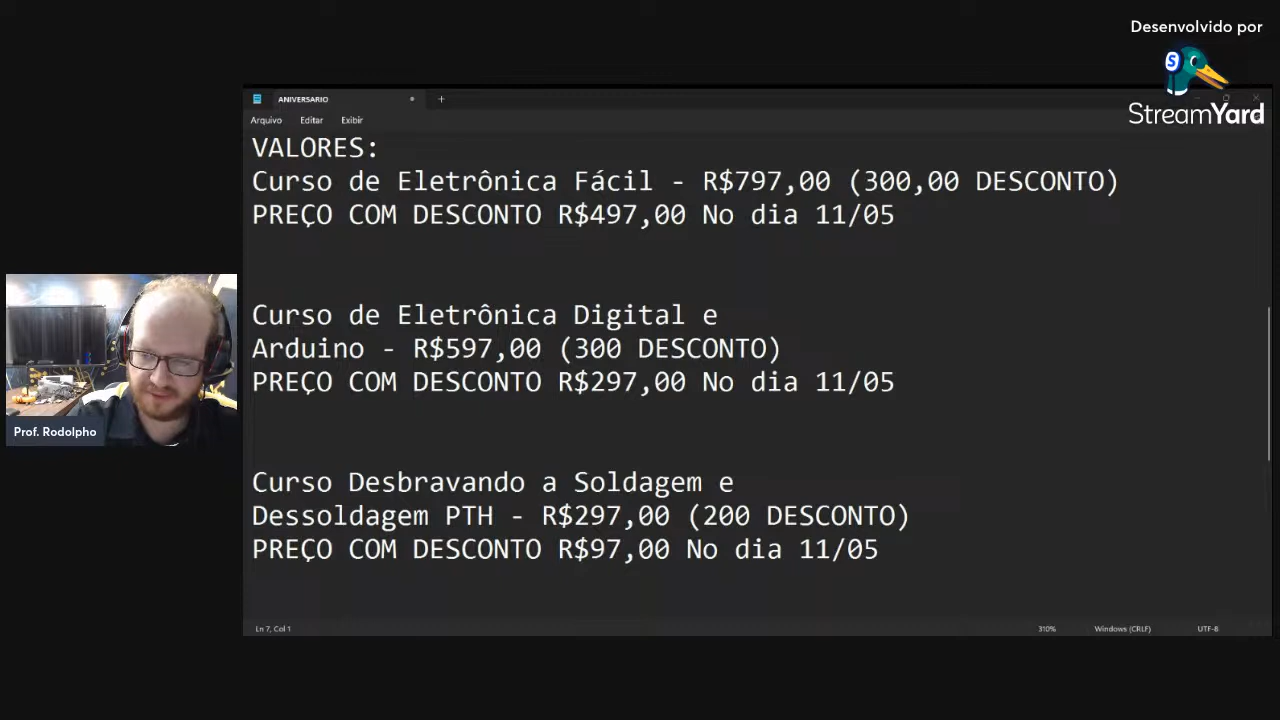 Desenvolvido por
StreamYard
ANIVERSARIO
Arquivo Editar Exibir
VALORES:
Curso de Eletrônica Fácil - R$797,00 (300,00 DESCONTO)
PREÇO COM DESCONTO R$497,00 No dia 11/05
Curso de Eletrônica Digital e
Arduino - R$597,00 (300 DESCONTO)
PREÇO COM DESCONTO R$297,00 No dia 11/05
Prof. Rodolpho
Curso Desbravando a Soldagem e
Dessoldagem PTH - R$297,00 (200 DESCONTO)
PREÇO COM DESCONTO R$97,00 No dia 11/05
Ln 7, Col 1 310% Windows (CRLF) UTF-8